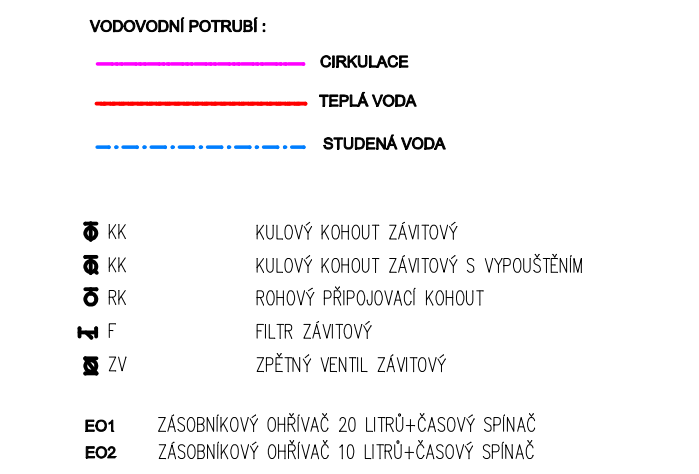 VODOVODNÍ POTRUBÍ :
CIRKULACE
TEPLÁ VODA
STUDENÁ VODA
KK KULOVÝ KOHOUT ZÁVITOVÝ
KK KULOVÝ KOHOUT ZÁVITOVÝ S VYPOUŠTĚNÍM
RK ROHOVÝ PŘIPOJOVACÍ KOHOUT
F FILTR ZÁVITOVÝ
ZV ZPĚTNÝ VENTIL ZÁVITOVÝ
EO1 ZÁSOBNÍKOVÝ OHŘÍVAČ 20 LITRŮ+ČASOVÝ SPÍNAČ
EO2 ZÁSOBNÍKOVÝ OHŘÍVAČ 10 LITRŮ+ČASOVÝ SPÍNAČ